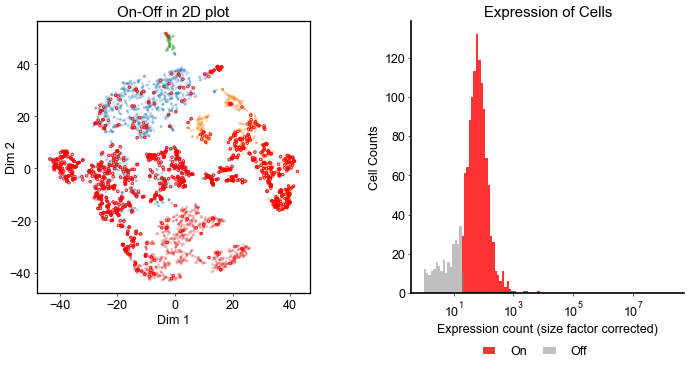 On-Off in 2D plot
40
20
0
−20
−40
Dim 2
−40 −20 0 20 40
Dim 1
Expression of Cells
120
100
80
60
40
20
0
Cell Counts
10^1 10^3 10^5 10^7
Expression count (size factor corrected)
On Off